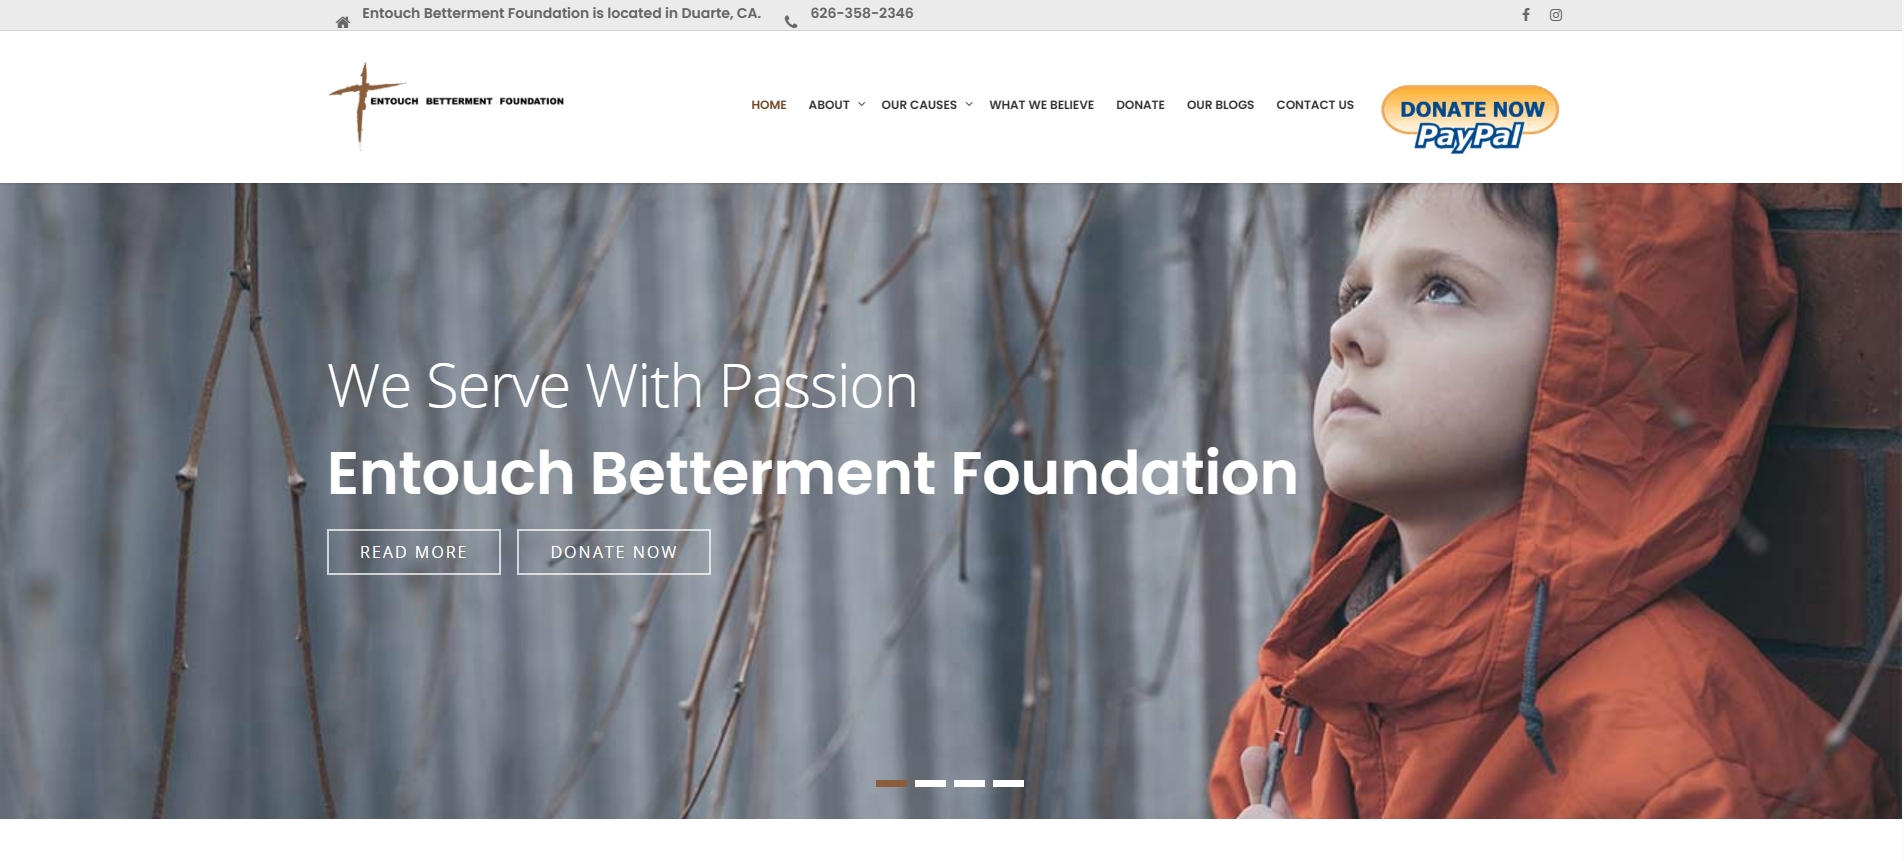 Entouch Betterment Foundation is located in Duarte, CA. 626-358-2346
ENTOUCH BETTERMENT FOUNDATION
HOME ABOUT OUR CAUSES WHAT WE BELIEVE DONATE OUR BLOGS CONTACT US
DONATE NOW
PayPal
We Serve With Passion
Entouch Betterment Foundation
READ MORE DONATE NOW